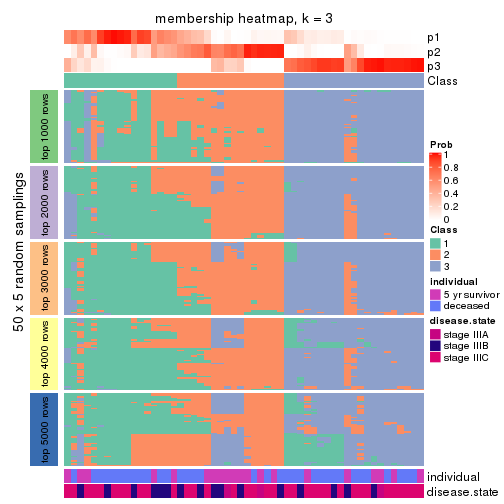 membership heatmap, k = 3
p1
p2
p3
Class
50 x 5 random samplings
top 1000 rows
top 2000 rows
top 3000 rows
top 4000 rows
top 5000 rows
Prob
1
0.8
0.6
0.4
0.2
0
Class
1
2
3
individual
5 yr survivor
deceased
disease.state
stage IIIA
stage IIIB
stage IIIC
individual
disease.state